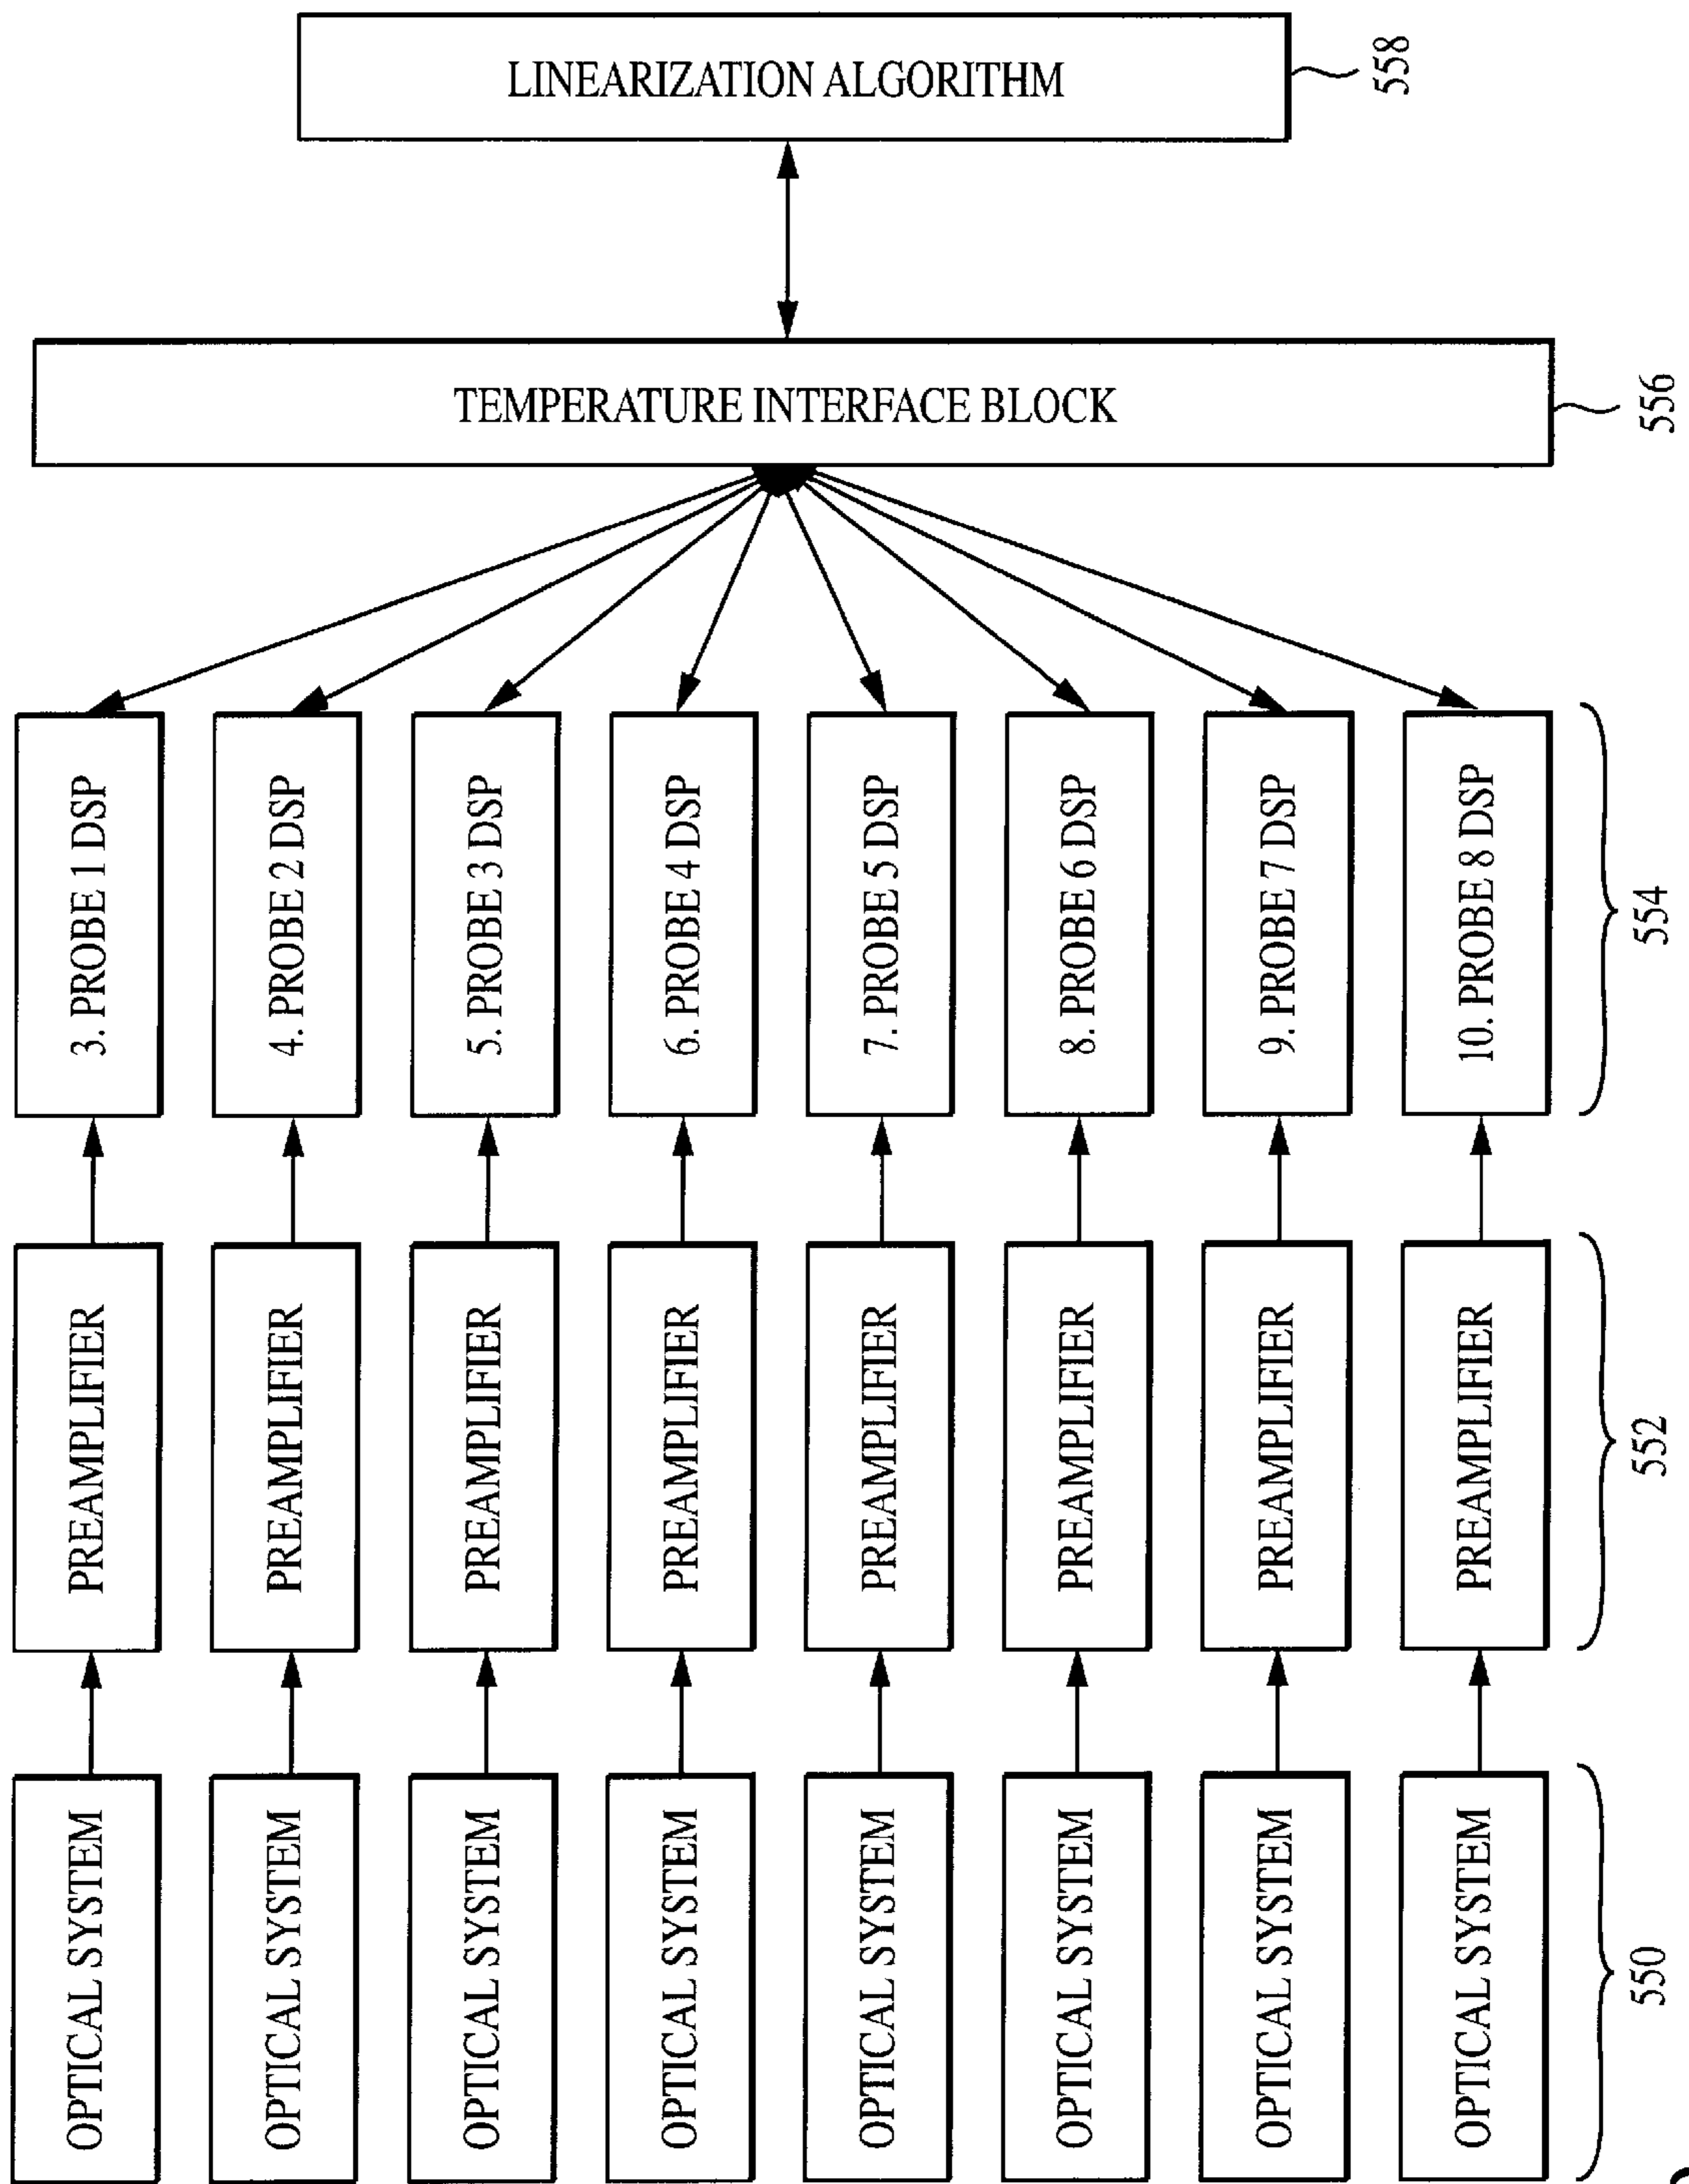 LINEARIZATION ALGORITHM
558
TEMPERATURE INTERFACE BLOCK
556
3. PROBE 1 DSP
4. PROBE 2 DSP
5. PROBE 3 DSP
6. PROBE 4 DSP
7. PROBE 5 DSP
8. PROBE 6 DSP
9. PROBE 7 DSP
10. PROBE 8 DSP
554
PREAMPLIFIER
PREAMPLIFIER
PREAMPLIFIER
PREAMPLIFIER
PREAMPLIFIER
PREAMPLIFIER
PREAMPLIFIER
PREAMPLIFIER
552
OPTICAL SYSTEM
OPTICAL SYSTEM
OPTICAL SYSTEM
OPTICAL SYSTEM
OPTICAL SYSTEM
OPTICAL SYSTEM
OPTICAL SYSTEM
OPTICAL SYSTEM
550